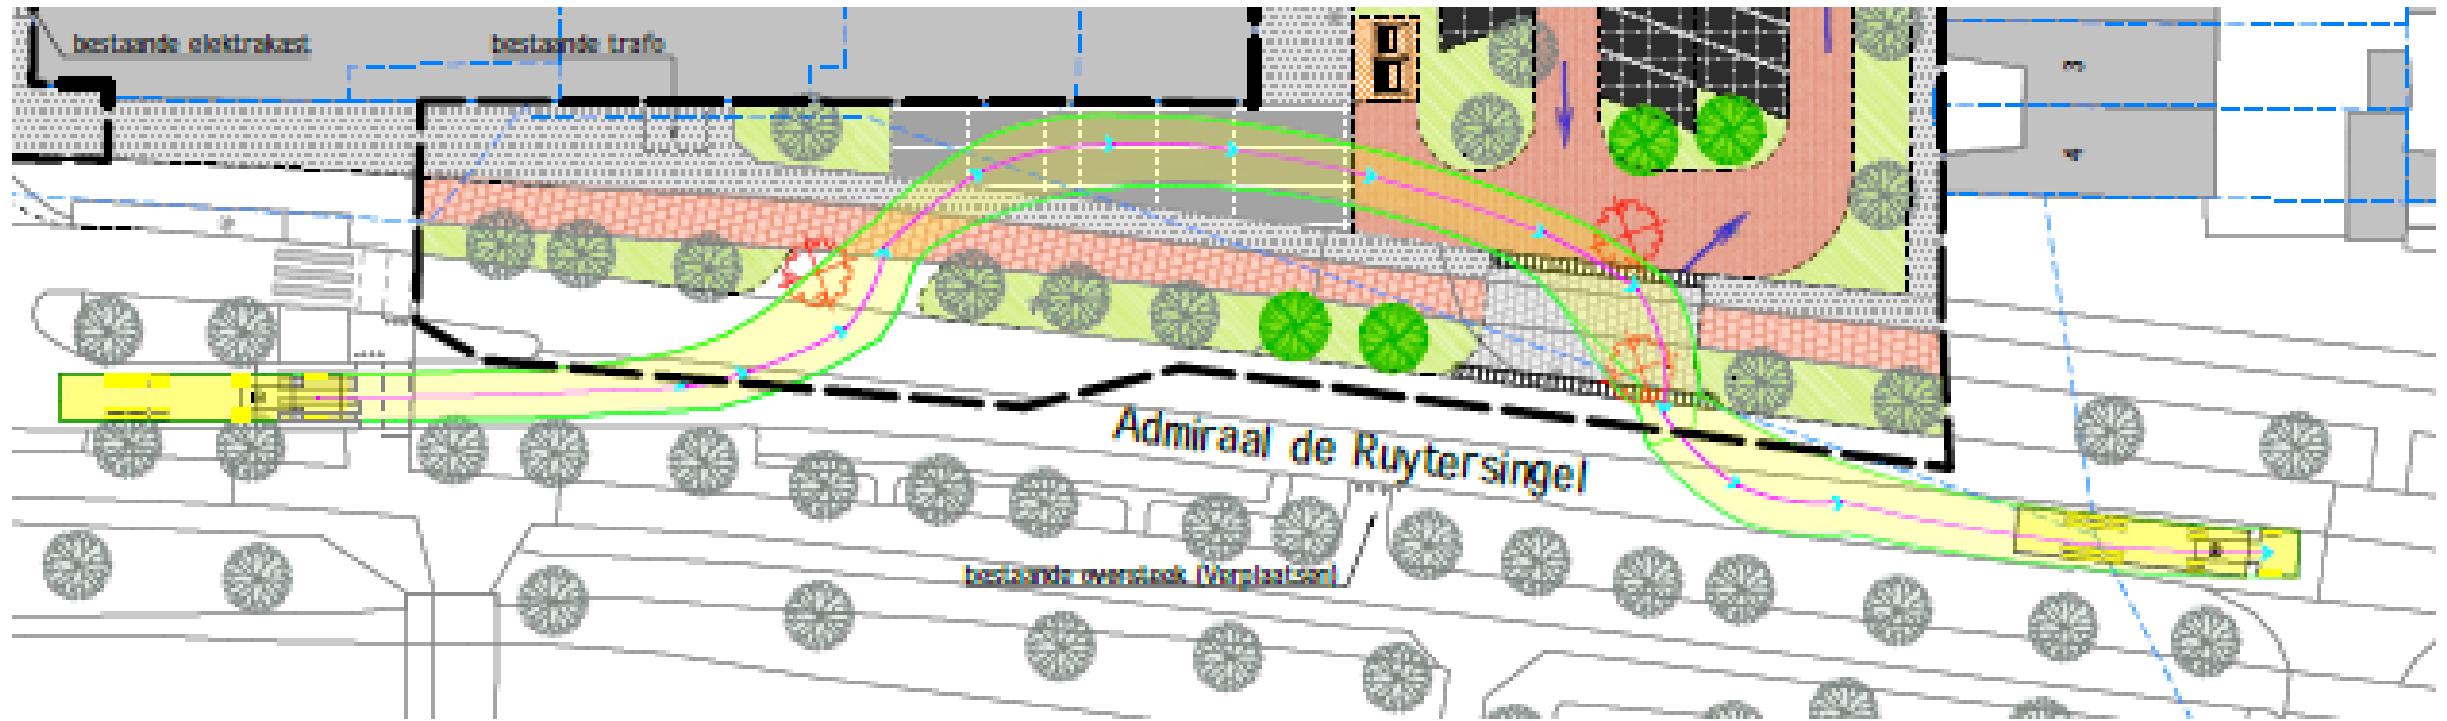 bestaande elektrakast
bestaande trafo
Admiraal de Ruytersingel
bestaande oversteek (Verplaatsen)